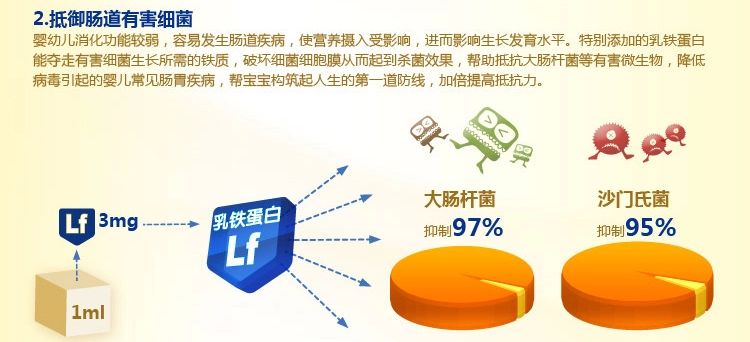 2.抵御肠道有害细菌
婴幼儿消化功能较弱，容易发生肠道疾病，使营养摄入受影响，进而影响生长发育水平。特别添加的乳铁蛋白
能夺走有害细菌生长所需的铁质，破坏细菌细胞膜从而起到杀菌效果，帮助抵抗大肠杆菌等有害微生物，降低
病毒引起的婴儿常见肠胃疾病，帮宝宝构筑起人生的第一道防线，加倍提高抵抗力。
大肠杆菌
抑制97%
沙门氏菌
抑制95%
Lf 3mg
乳铁蛋白
Lf
1ml